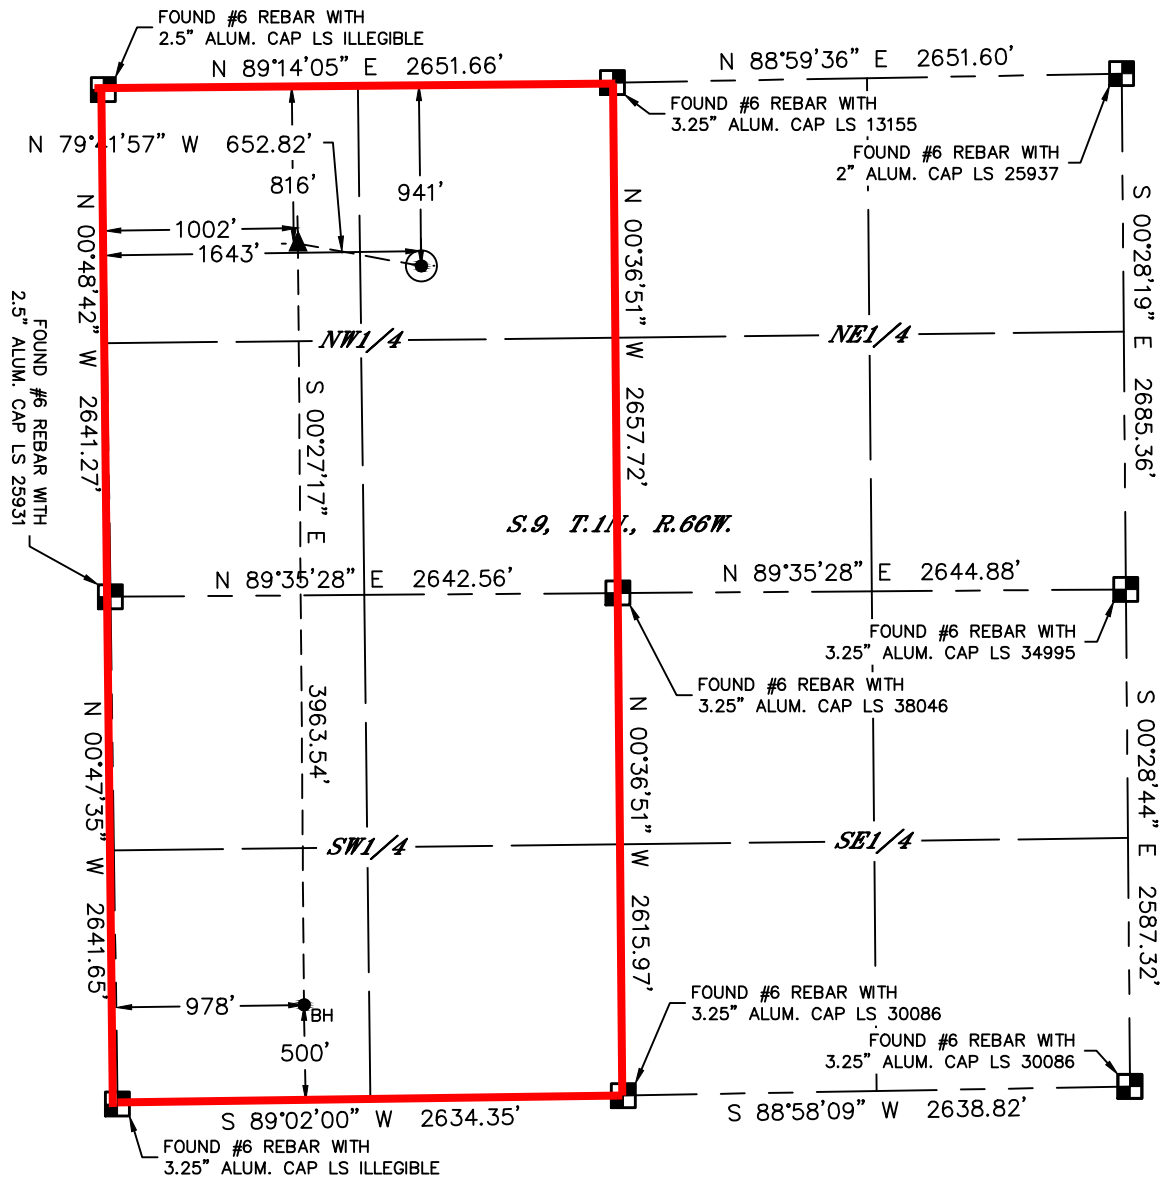 FOUND #6 REBAR WITH
2.5" ALUM. CAP LS ILLEGIBLE
N 89°14'05" E 2651.66'
N 88°59'36" E 2651.60'
FOUND #6 REBAR WITH
3.25" ALUM. CAP LS 13155
FOUND #6 REBAR WITH
2" ALUM. CAP LS 25937
N 79°41'57" W 652.82'
816'
941'
1002'
1643'
N 00°48'42" W 2641.27'
N 00°36'51" W 2657.72'
S 00°28'19" E 2685.36'
FOUND #6 REBAR WITH
2.5" ALUM. CAP LS 25931
NW1/4
NE1/4
S 00°27'17" E 3963.54'
S.9, T.1N., R.66W.
N 89°35'28" E 2642.56'
N 89°35'28" E 2644.88'
FOUND #6 REBAR WITH
3.25" ALUM. CAP LS 34995
FOUND #6 REBAR WITH
3.25" ALUM. CAP LS 38046
N 00°47'35" W 2641.65'
N 00°36'51" W 2615.97'
S 00°28'44" E 2587.32'
SW1/4
SE1/4
978'
BH
500'
FOUND #6 REBAR WITH
3.25" ALUM. CAP LS 30086
FOUND #6 REBAR WITH
3.25" ALUM. CAP LS 30086
S 89°02'00" W 2634.35'
S 88°58'09" W 2638.82'
FOUND #6 REBAR WITH
3.25" ALUM. CAP LS ILLEGIBLE